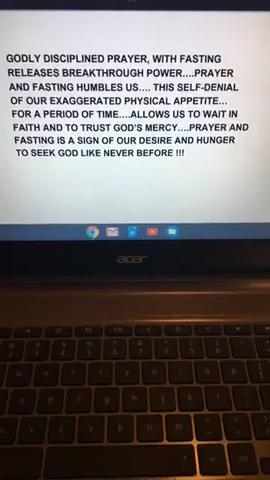 GODLY DISCIPLINED PRAYER, WITH FASTING
RELEASES BREAKTHROUGH POWER....PRAYER
AND FASTING HUMBLES US.... THIS SELF-DENIAL
OF OUR EXAGGERATED PHYSICAL APPETITE...
FOR A PERIOD OF TIME....ALLOWS US TO WAIT IN
FAITH AND TO TRUST GOD'S MERCY....PRAYER AND
FASTING IS A SIGN OF OUR DESIRE AND HUNGER
TO SEEK GOD LIKE NEVER BEFORE !!!
acer